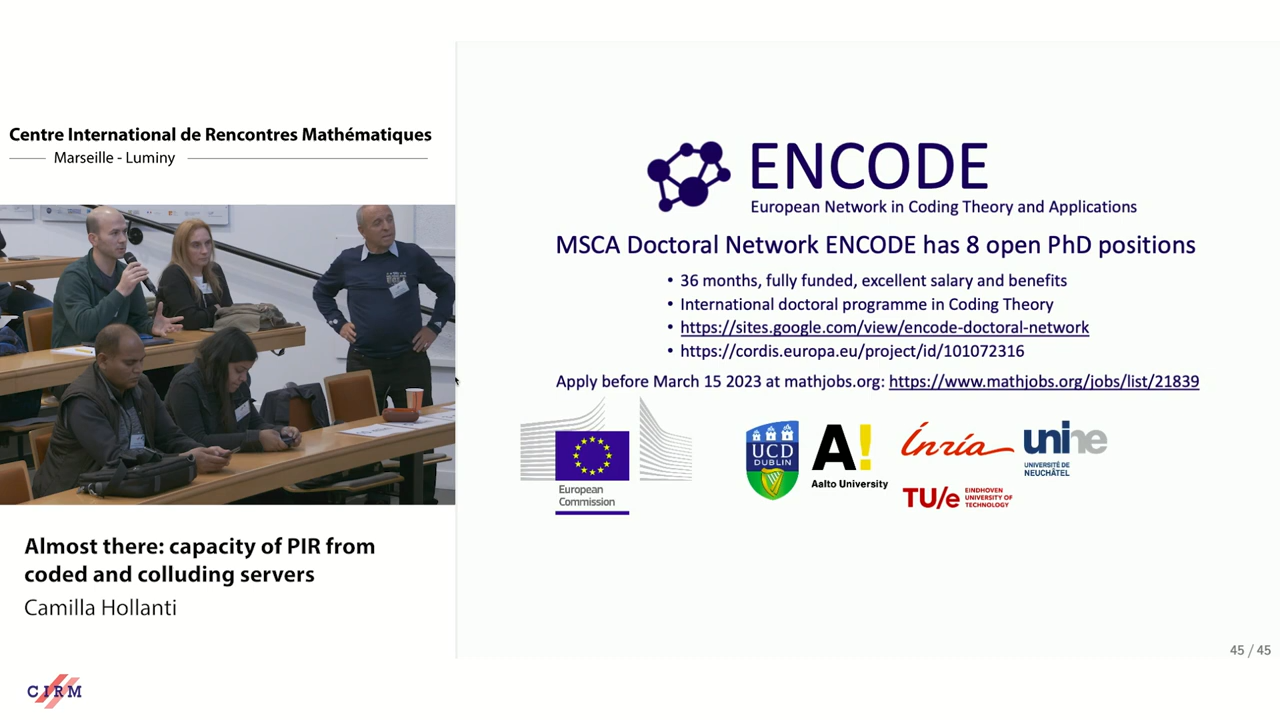 Centre International de Rencontres Mathématiques
Marseille - Luminy
Almost there: capacity of PIR from
coded and colluding servers
Camilla Hollanti
CIRM
ENCODE
European Network in Coding Theory and Applications
MSCA Doctoral Network ENCODE has 8 open PhD positions
• 36 months, fully funded, excellent salary and benefits
• International doctoral programme in Coding Theory
• https://sites.google.com/view/encode-doctoral-network
• https://cordis.europa.eu/project/id/101072316
Apply before March 15 2023 at mathjobs.org: https://www.mathjobs.org/jobs/list/21839
European
Commission
UCD
DUBLIN
A!
Aalto University
Inria
unine
UNIVERSITÉ DE
NEUCHÂTEL
TU/e EINDHOVEN
UNIVERSITY OF
TECHNOLOGY
45 / 45